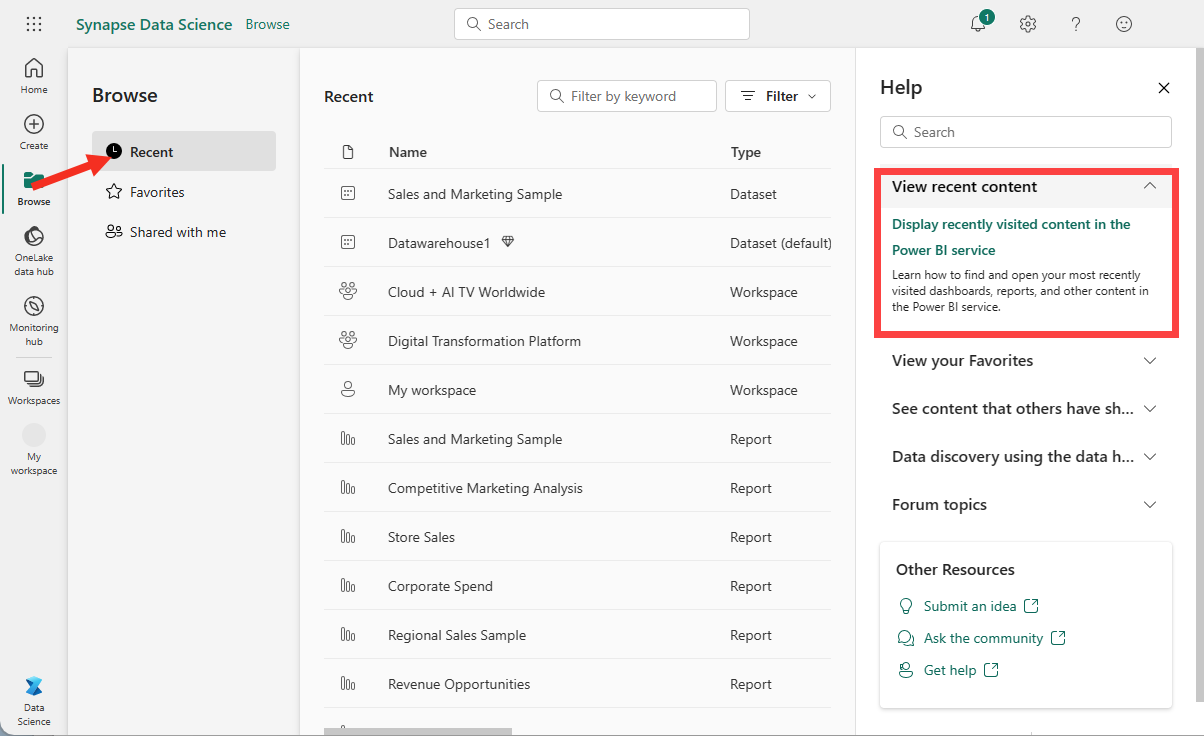 Synapse Data Science Browse
Search
1
Home
Create
Browse
OneLake
data hub
Monitoring
hub
Workspaces
My
workspace
Data
Science
Browse
Recent
Favorites
Shared with me
Recent
Filter by keyword
Filter
Name Type
Sales and Marketing Sample Dataset
Datawarehouse1 Dataset (default)
Cloud + AI TV Worldwide Workspace
Digital Transformation Platform Workspace
My workspace Workspace
Sales and Marketing Sample Report
Competitive Marketing Analysis Report
Store Sales Report
Corporate Spend Report
Regional Sales Sample Report
Revenue Opportunities Report
Help
Search
View recent content
Display recently visited content in the
Power BI service
Learn how to find and open your most recently
visited dashboards, reports, and other content in
the Power BI service.
View your Favorites
See content that others have sh...
Data discovery using the data h...
Forum topics
Other Resources
Submit an idea
Ask the community
Get help